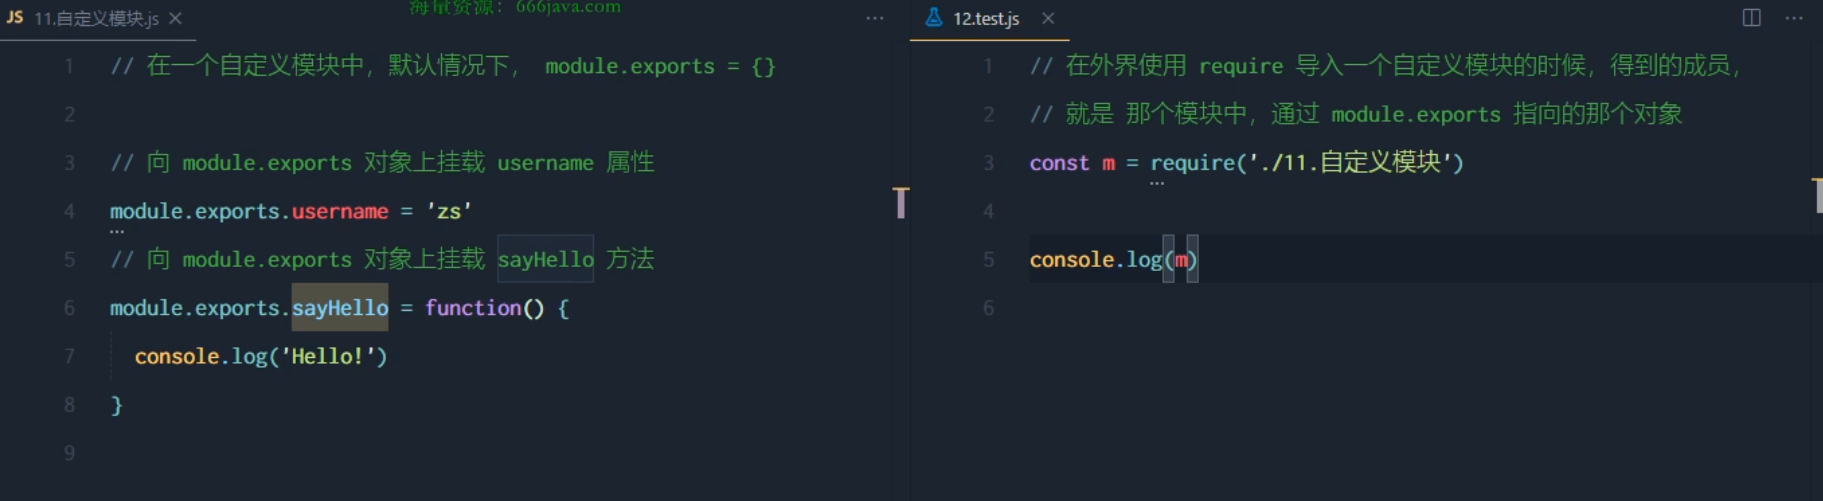 海量资源：666java.com
JS 11.自定义模块.js
// 在一个自定义模块中，默认情况下， module.exports = {}
// 向 module.exports 对象上挂载 username 属性
module.exports.username = 'zs'
// 向 module.exports 对象上挂载 sayHello 方法
module.exports.sayHello = function() {
console.log('Hello!')
}
1
2
3
4
5
6
7
8
9
12.test.js
// 在外界使用 require 导入一个自定义模块的时候，得到的成员，
// 就是 那个模块中，通过 module.exports 指向的那个对象
const m = require('./11.自定义模块')
console.log(m)
1
2
3
4
5
6